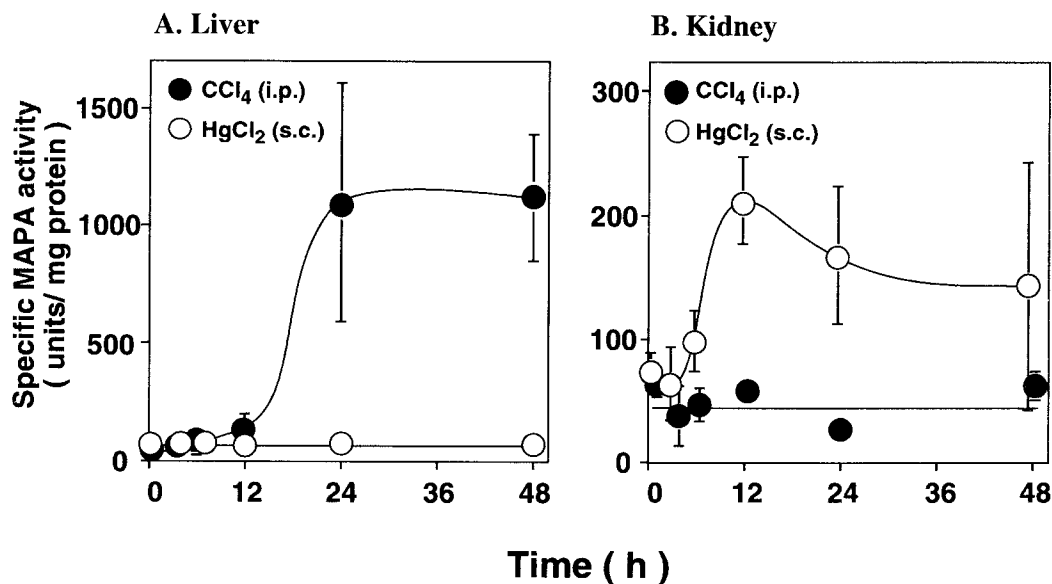 A. Liver
B. Kidney
Specific MAPA activity
( units/ mg protein )
1500
1000
500
0
CCl4 (i.p.)
HgCl2 (s.c.)
0 12 24 36 48
300
200
100
0
CCl4 (i.p.)
HgCl2 (s.c.)
0 12 24 36 48
Time ( h )